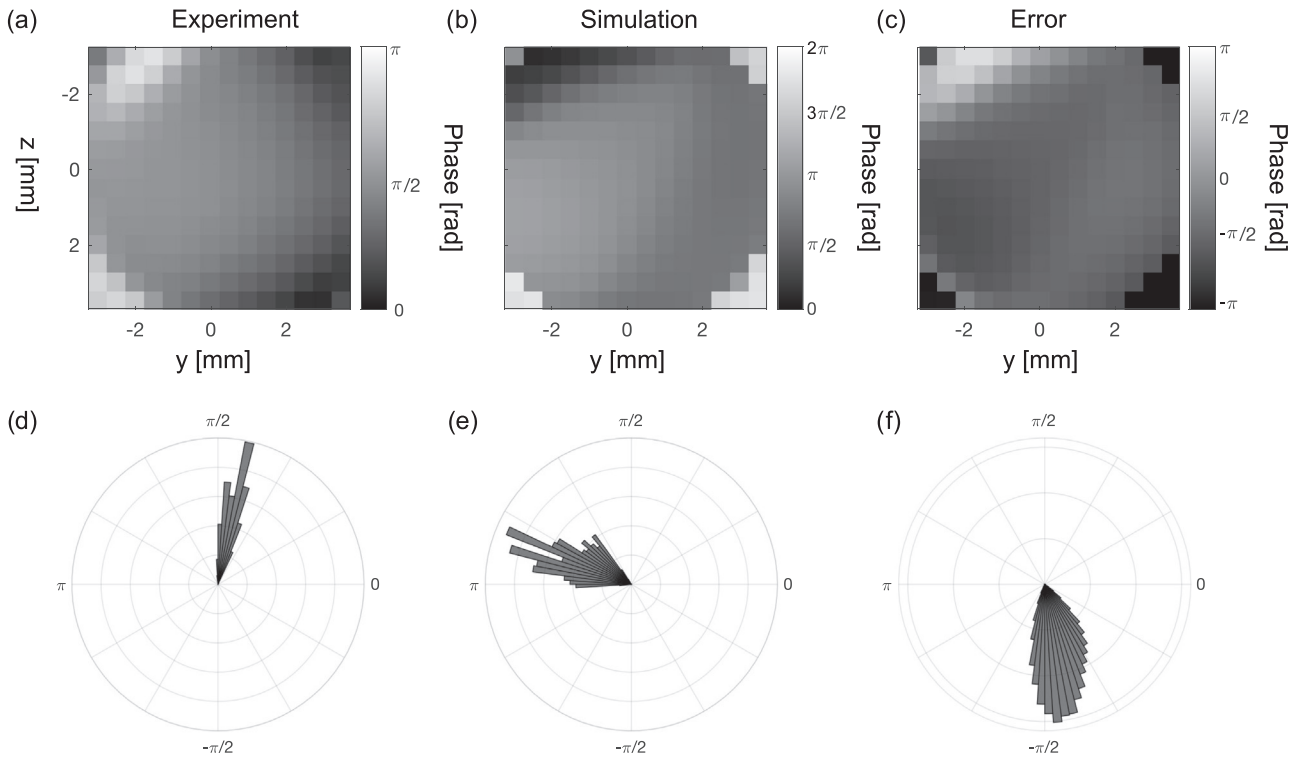 (a) Experiment (b) Simulation (c) Error
π 2π π
-2 3π/2 π/2
z [mm] 0 π/2 Phase [rad] π Phase [rad] 0 Phase [rad]
2 π/2 -π/2
0 0 -π
-2 0 2 -2 0 2 -2 0 2
y [mm] y [mm] y [mm]
(d) π/2 (e) π/2 (f) π/2
π 0 π 0 π 0
-π/2 -π/2 -π/2